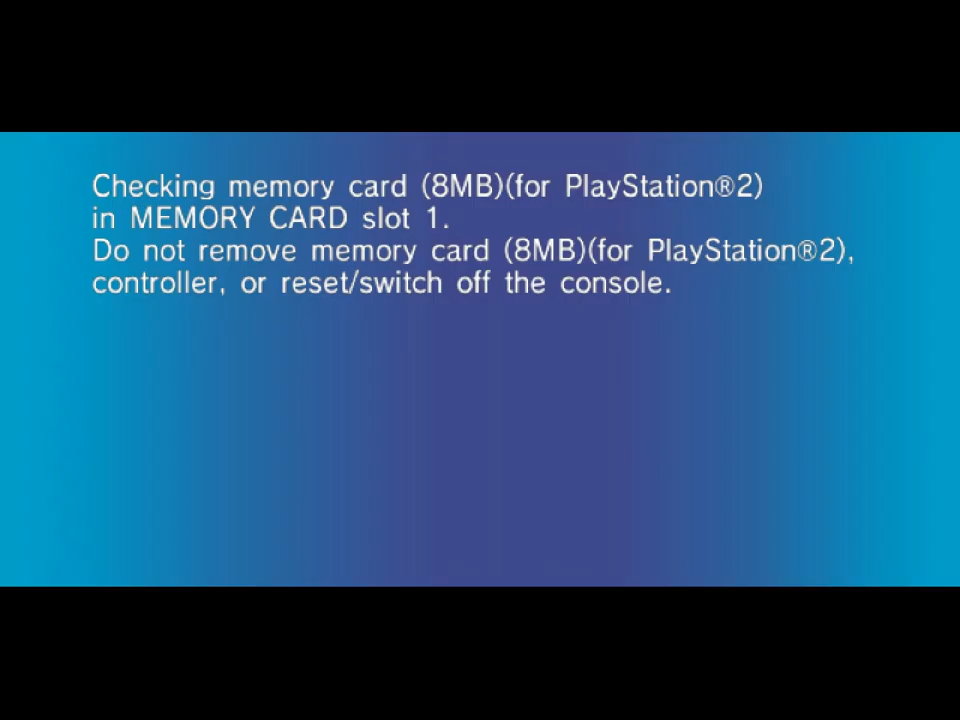 Checking memory card (8MB)(for PlayStation®2)
in MEMORY CARD slot 1.
Do not remove memory card (8MB)(for PlayStation®2),
controller, or reset/switch off the console.